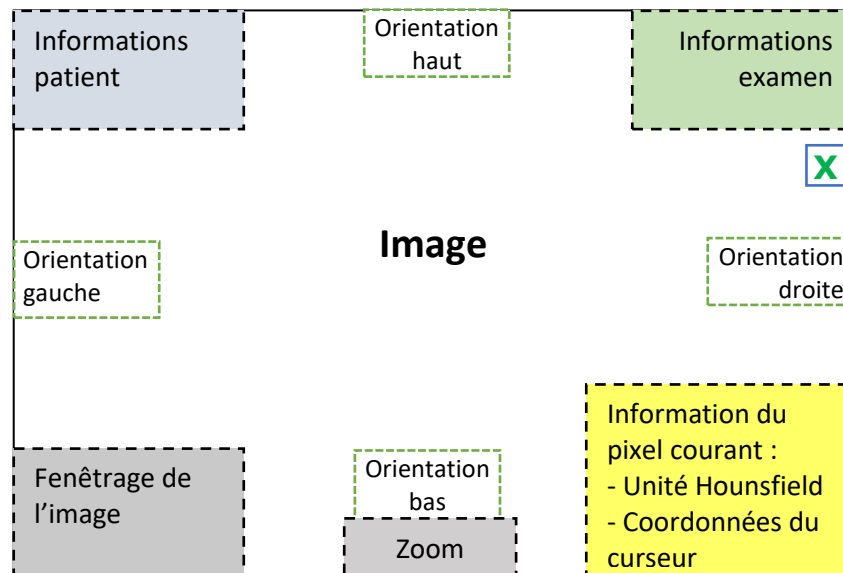 Informations
patient
Orientation
haut
Informations
examen
X
Image
Orientation
gauche
Orientation
droite
Fenêtrage de
l’image
Orientation
bas
Zoom
Information du
pixel courant :
- Unité Hounsfield
- Coordonnées du
curseur